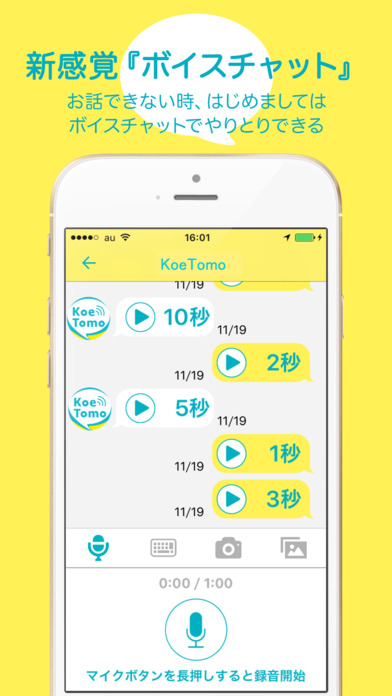 新感覚『ボイスチャット』
お話できない時、はじめましては
ボイスチャットでやりとりできる
au 16:01
KoeTomo
11/19
Koe Tomo
10秒
11/19
2秒
11/19
Koe Tomo
5秒
11/19
1秒
11/19
3秒
11/19
0:00 / 1:00
マイクボタンを長押しすると録音開始